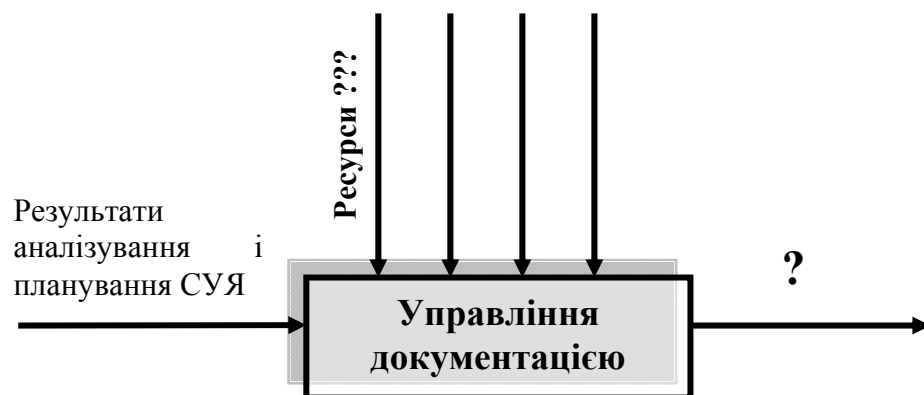 Ресурси ???
Результати
аналізування і
планування СУЯ
?
Управління
документацією